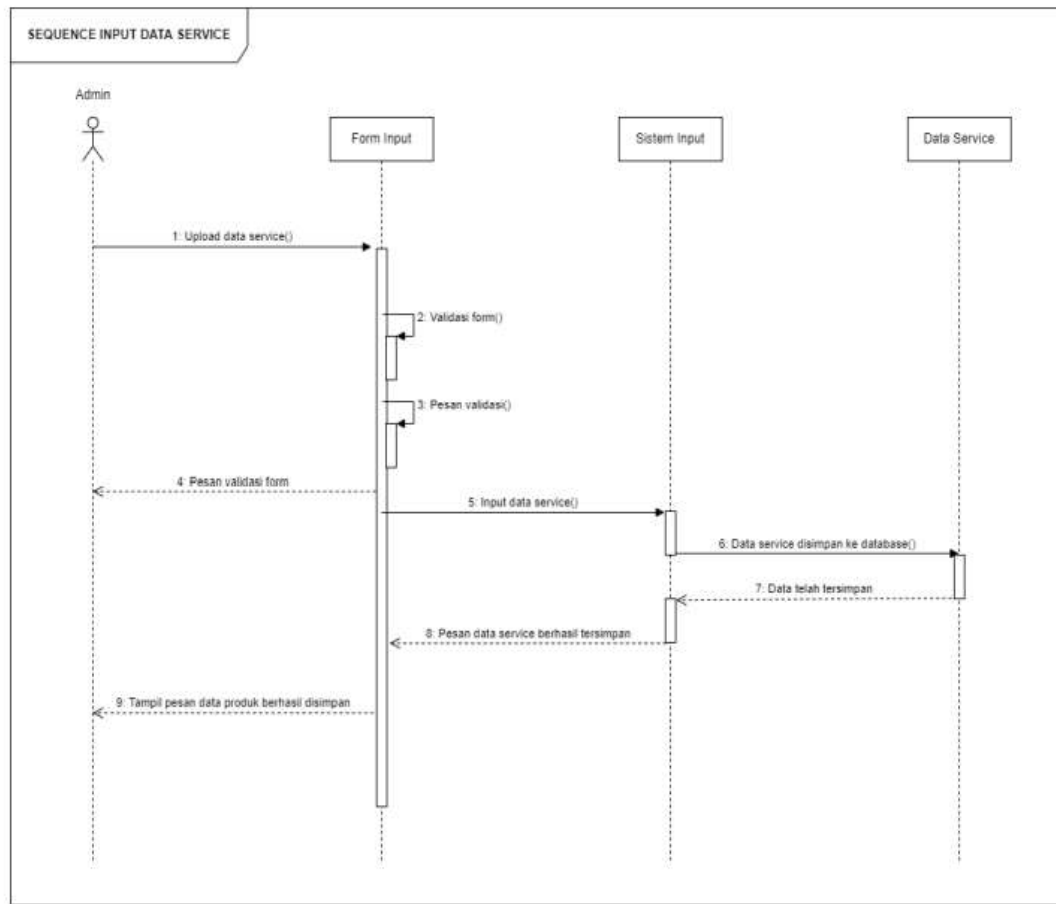 SEQUENCE INPUT DATA SERVICE
Admin
Form Input
Sistem Input
Data Service
1: Upload data service()
2: Validasi form()
3: Pesan validasi()
4: Pesan validasi form
5: Input data service()
6: Data service disimpan ke database()
7: Data telah tersimpan
8: Pesan data service berhasil tersimpan
9: Tampil pesan data produk berhasil disimpan